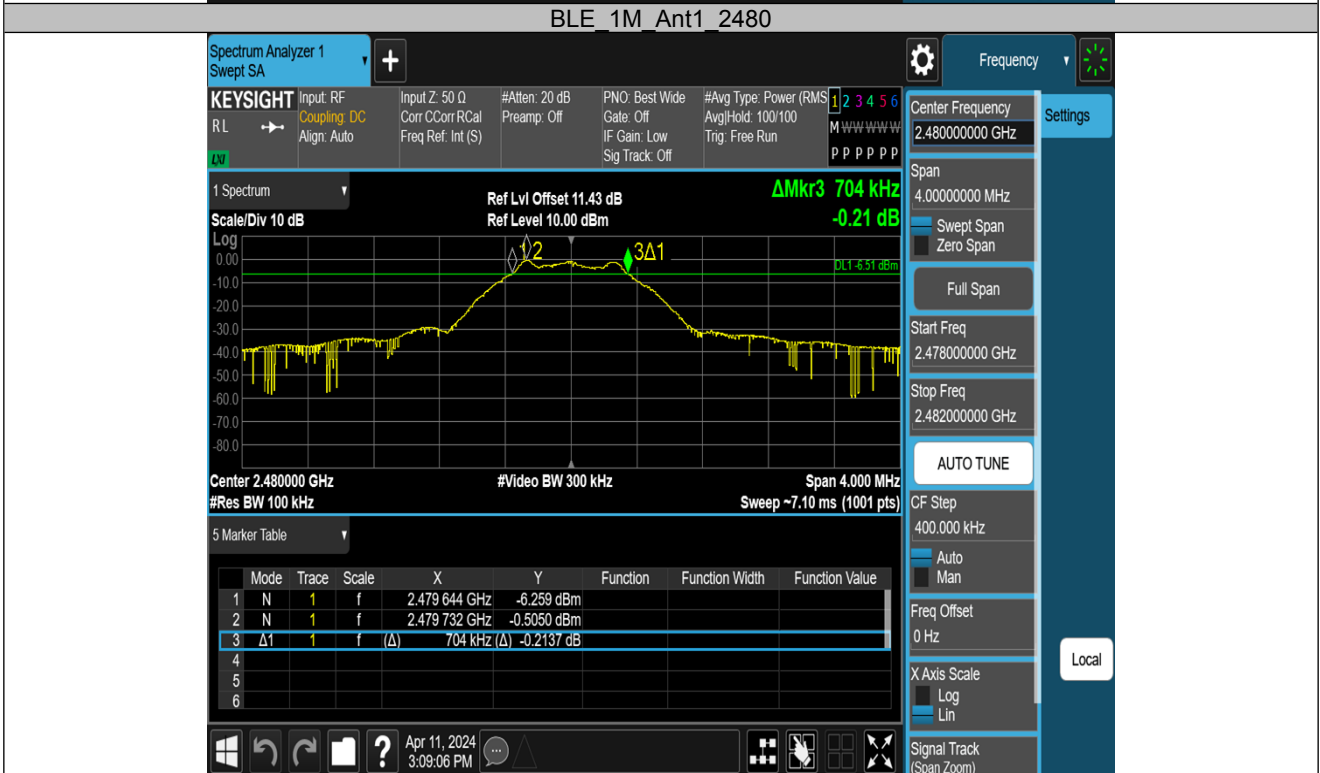 BLE_1M_Ant1_2480
Spectrum Analyzer 1
Swept SA
+
Frequency
KEYSIGHT
RL
LXI
Input: RF
Coupling: DC
Align: Auto
Input Z: 50 Ω
Corr CCorr RCal
Freq Ref: Int (S)
#Atten: 20 dB
Preamp: Off
PNO: Best Wide
Gate: Off
IF Gain: Low
Sig Track: Off
#Avg Type: Power (RMS
Avg|Hold: 100/100
Trig: Free Run
1 2 3 4 5 6
M W W W W W
P P P P P P
1 Spectrum
Scale/Div 10 dB
Ref Lvl Offset 11.43 dB
Ref Level 10.00 dBm
ΔMkr3 704 kHz
-0.21 dB
Log
0.00
-10.0
-20.0
-30.0
-40.0
-50.0
-60.0
-70.0
-80.0
1 2
3Δ1
DL1 -6.51 dBm
Center 2.480000 GHz
#Video BW 300 kHz
Span 4.000 MHz
#Res BW 100 kHz
Sweep ~7.10 ms (1001 pts)
5 Marker Table
Mode Trace Scale X Y Function Function Width Function Value
1 N 1 f 2.479 644 GHz -6.259 dBm
2 N 1 f 2.479 732 GHz -0.5050 dBm
3 Δ1 1 f (Δ) 704 kHz (Δ) -0.2137 dB
4
5
6
?
Apr 11, 2024
3:09:06 PM
Center Frequency
2.480000000 GHz
Span
4.00000000 MHz
Swept Span
Zero Span
Full Span
Start Freq
2.478000000 GHz
Stop Freq
2.482000000 GHz
AUTO TUNE
CF Step
400.000 kHz
Auto
Man
Freq Offset
0 Hz
X Axis Scale
Log
Lin
Signal Track
(Span Zoom)
Settings
Local